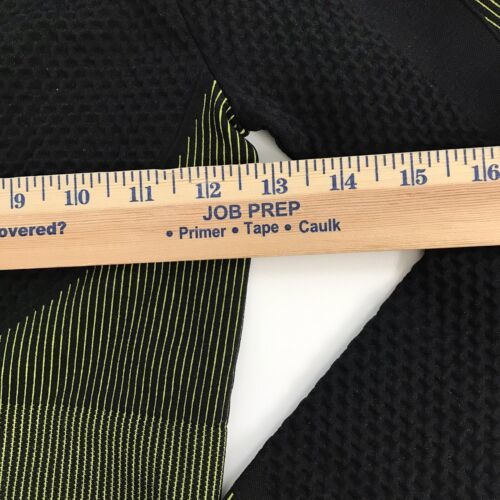 9 10 11 12 13 14 15 16
overed?
JOB PREP
• Primer • Tape • Caulk